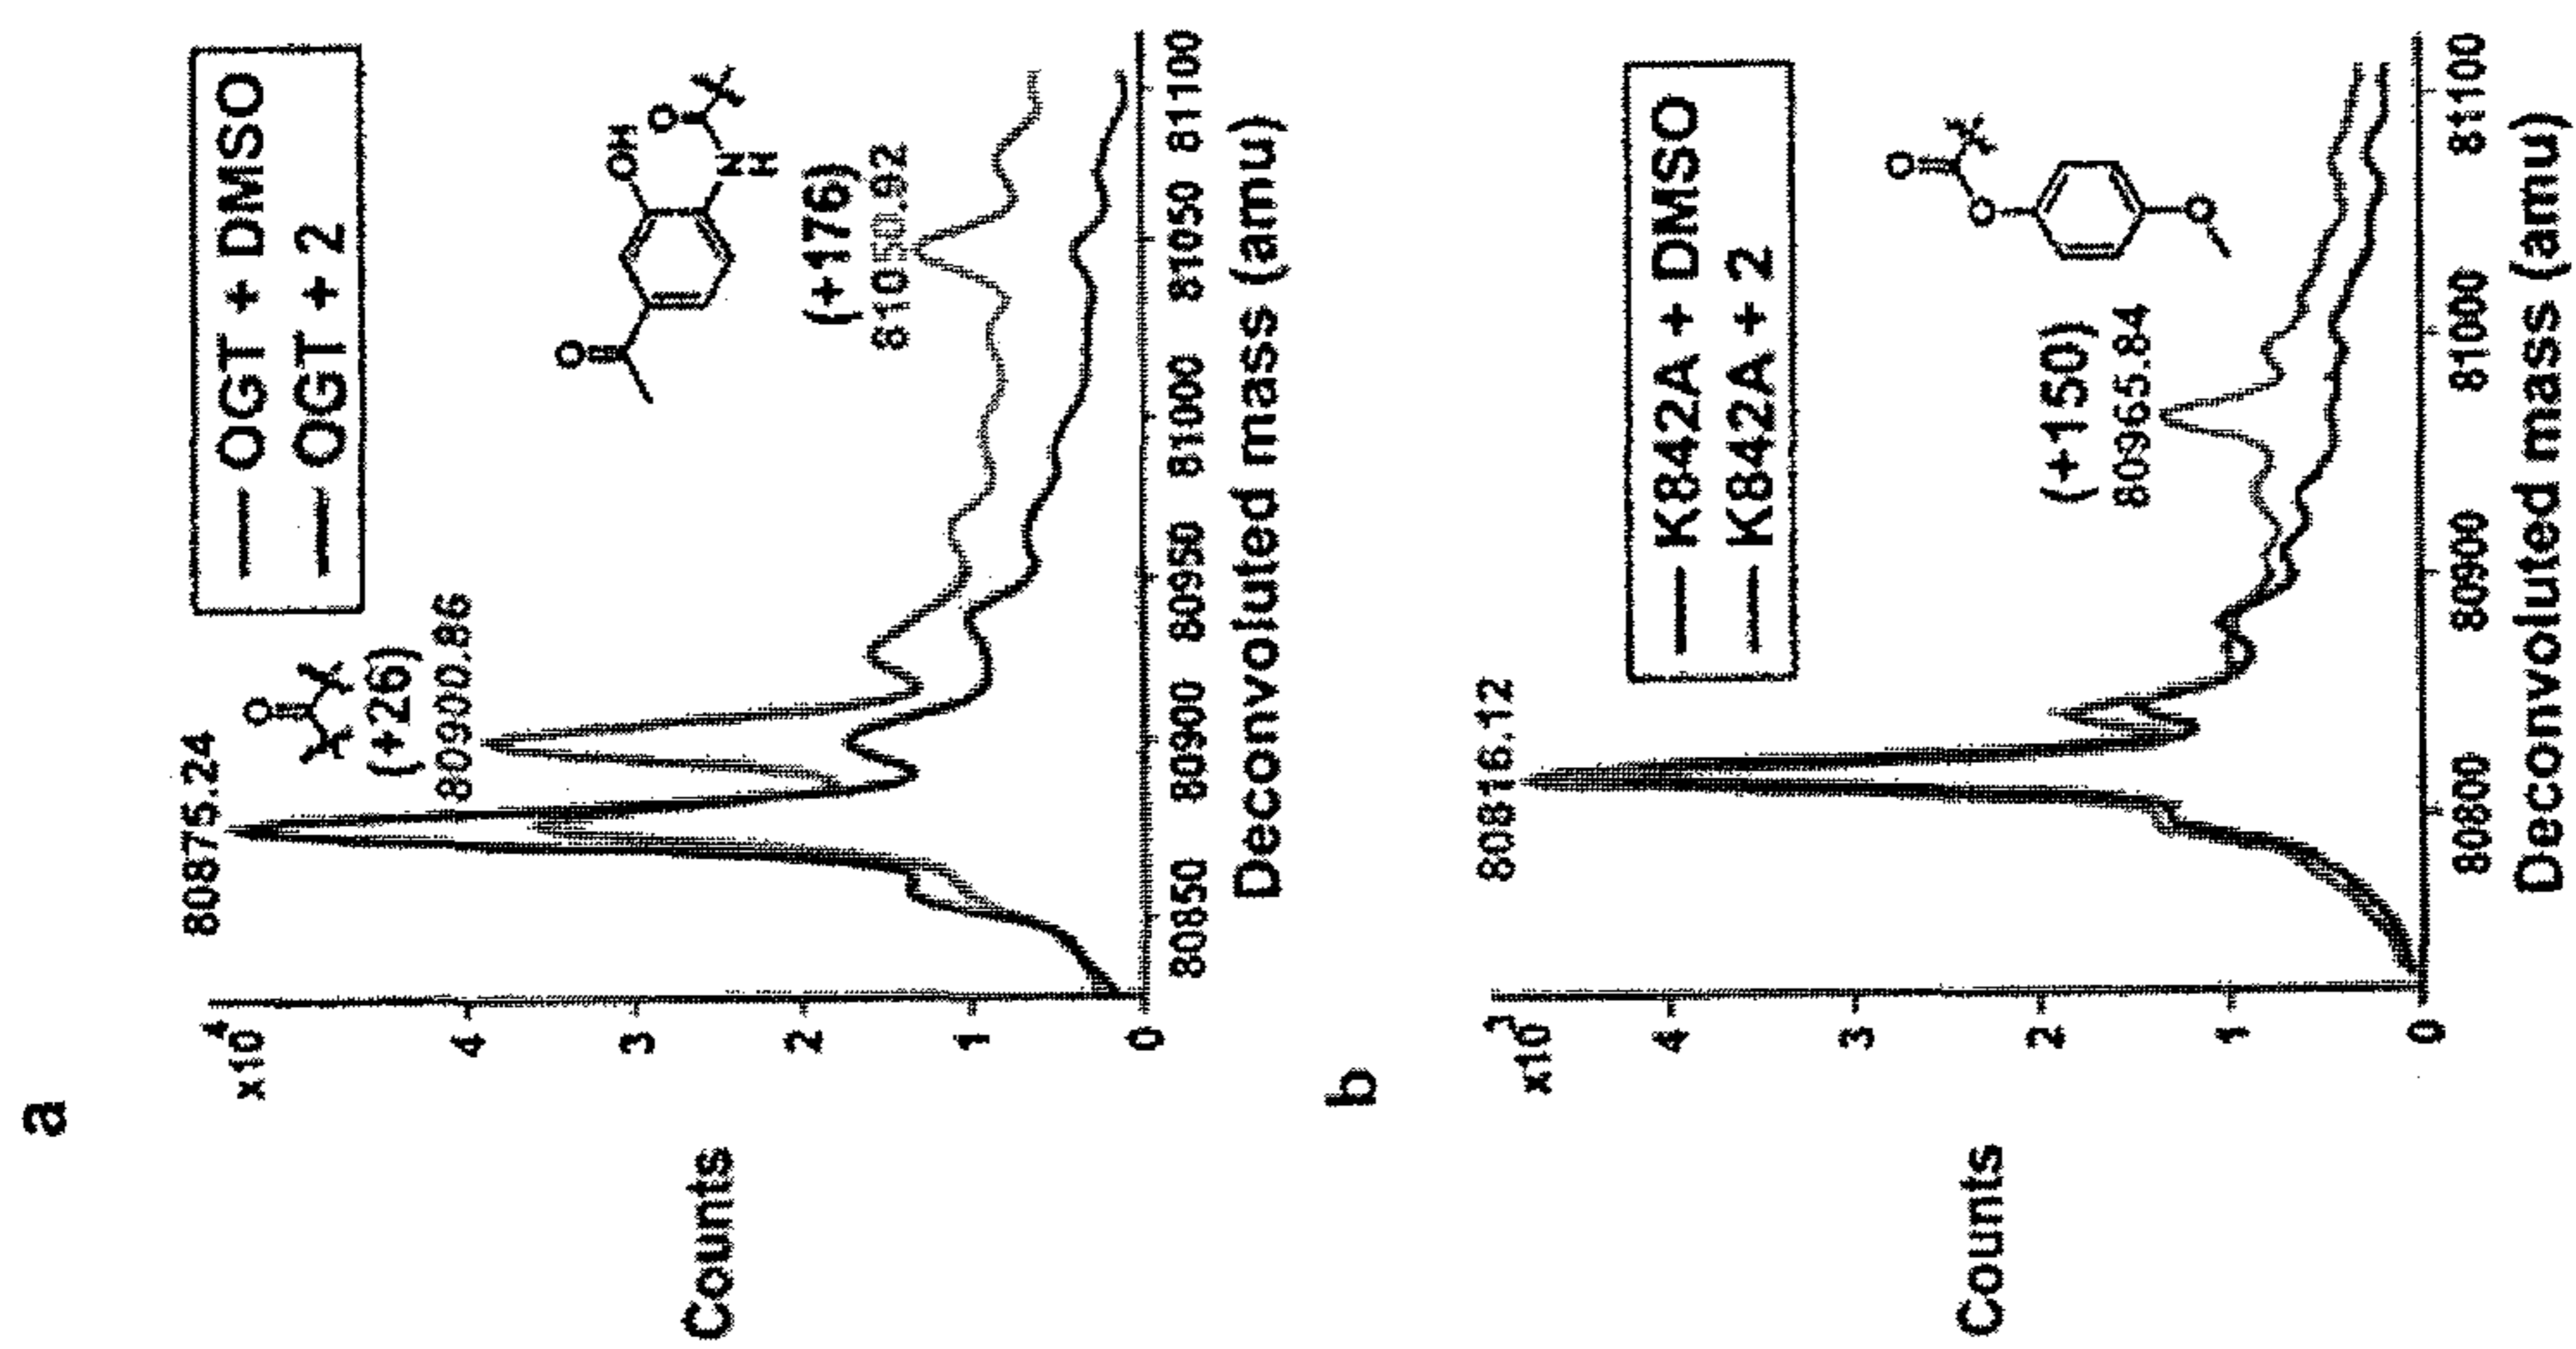 a
Counts
x10^4
4
3
2
1
0
80875.24
O
(+26)
80900.86
OGT + DMSO
OGT + 2
O
OH
O
N
H
(+176)
81050.92
80850 80900 80950 81000 81050 81100
Deconvoluted mass (amu)
b
Counts
x10^3
4
3
2
1
0
80816.12
K842A + DMSO
K842A + 2
O
O
O
(+150)
80965.84
80800 80900 81000 81100
Deconvoluted mass (amu)